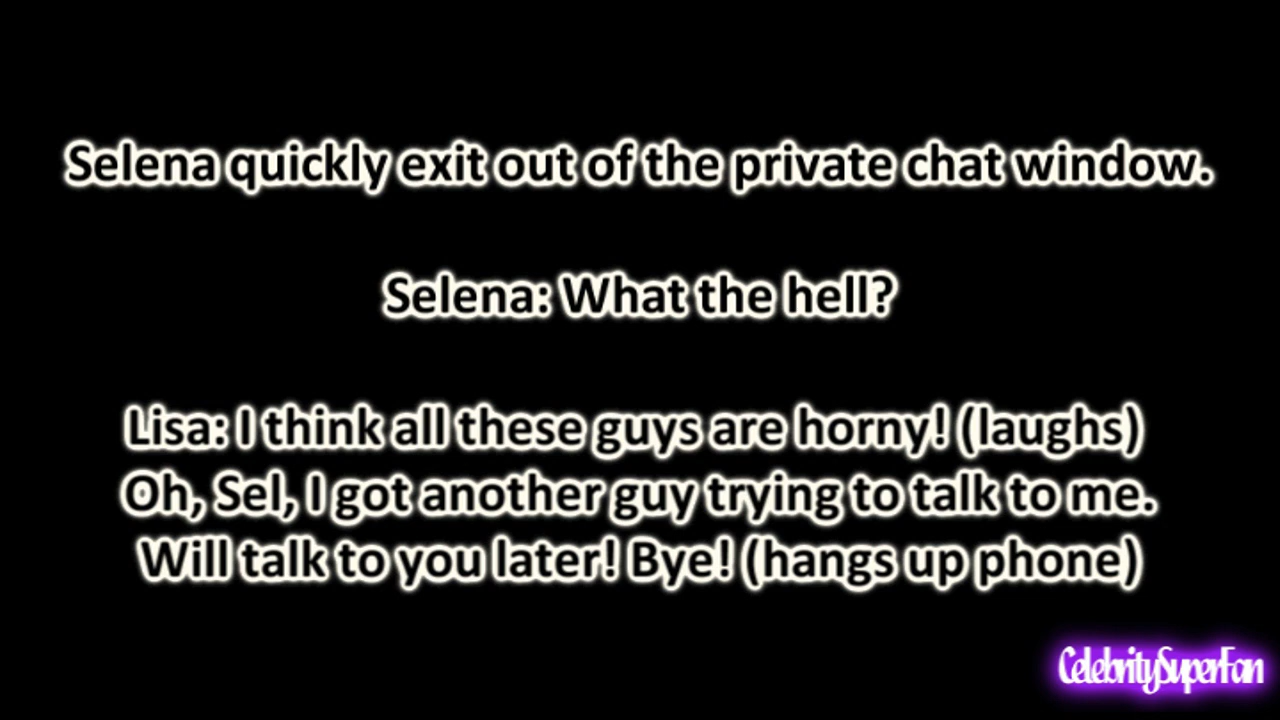 Selena quickly exit out of the private chat window.
Selena: What the hell?
Lisa: I think all these guys are horny! (laughs)
Oh, Sel, I got another guy trying to talk to me.
Will talk to you later! Bye! (hangs up phone)
CelebritySuperFan